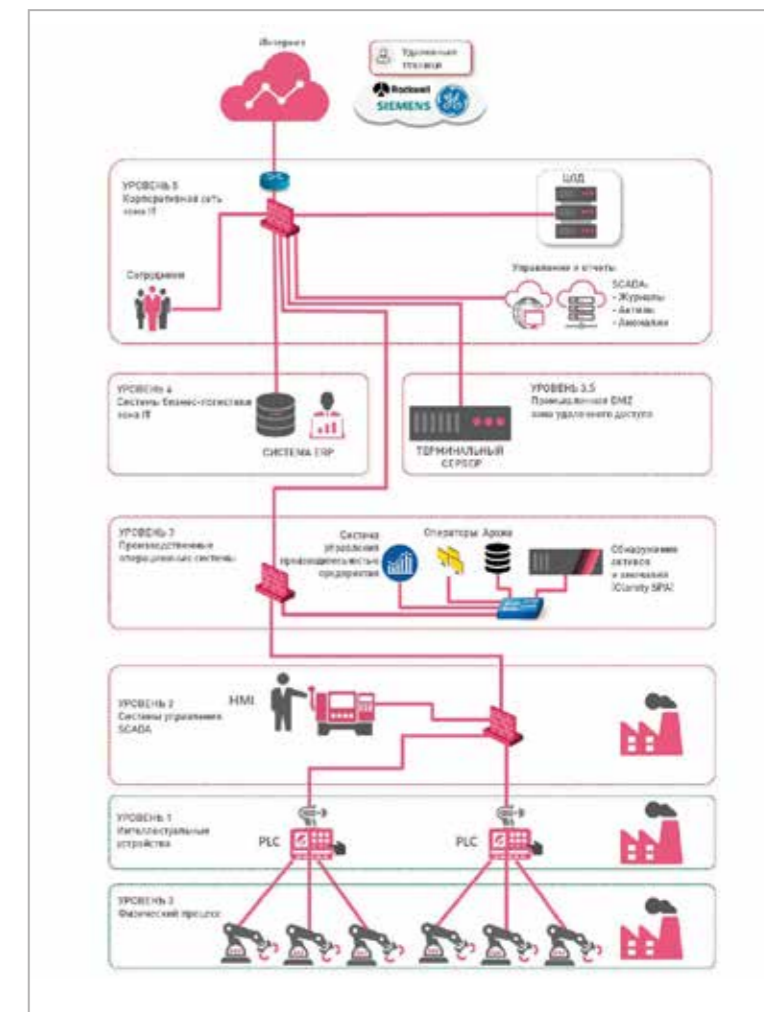 Интернет
Удаленные
техники
Rockwell
SIEMENS
GE
УРОВЕНЬ 5
Корпоративная сеть
зона IT
ЦОД
Сотрудники
Управление и отчеты
SCADA:
- Журналы
- Активы
- Аномалии
УРОВЕНЬ 4
Системы бизнес-логистики
зона IT
СИСТЕМА ERP
УРОВЕНЬ 3.5
Промышленная DMZ
зона удаленного доступа
ТЕРМИНАЛЬНЫЙ
СЕРВЕР
УРОВЕНЬ 3
Производственные
операционные системы
Система
управления
производительностью
предприятия
Операторы Архив
Обнаружение
активов
и аномалий
(Claroty SPA)
УРОВЕНЬ 2
Системы управления
SCADA
HMI
УРОВЕНЬ 1
Интеллектуальные
устройства
PLC
PLC
УРОВЕНЬ
Физический процесс